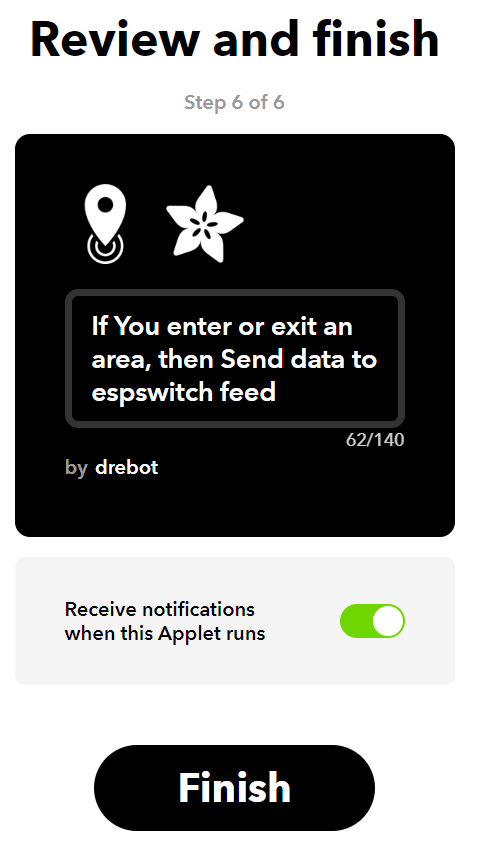 Review and finish
Step 6 of 6
If You enter or exit an
area, then Send data to
espswitch feed
62/140
by drebot
Receive notifications
when this Applet runs
Finish